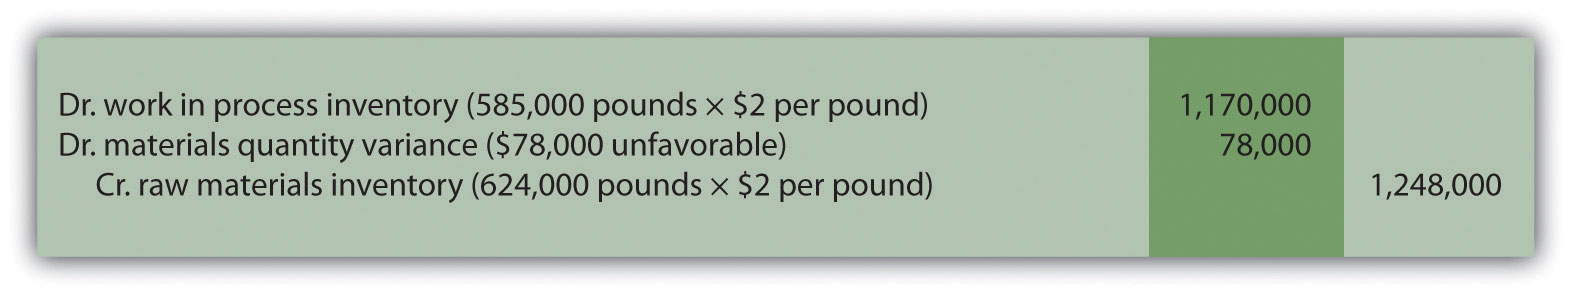 Dr. work in process inventory (585,000 pounds × $2 per pound) 1,170,000
Dr. materials quantity variance ($78,000 unfavorable) 78,000
Cr. raw materials inventory (624,000 pounds × $2 per pound) 1,248,000